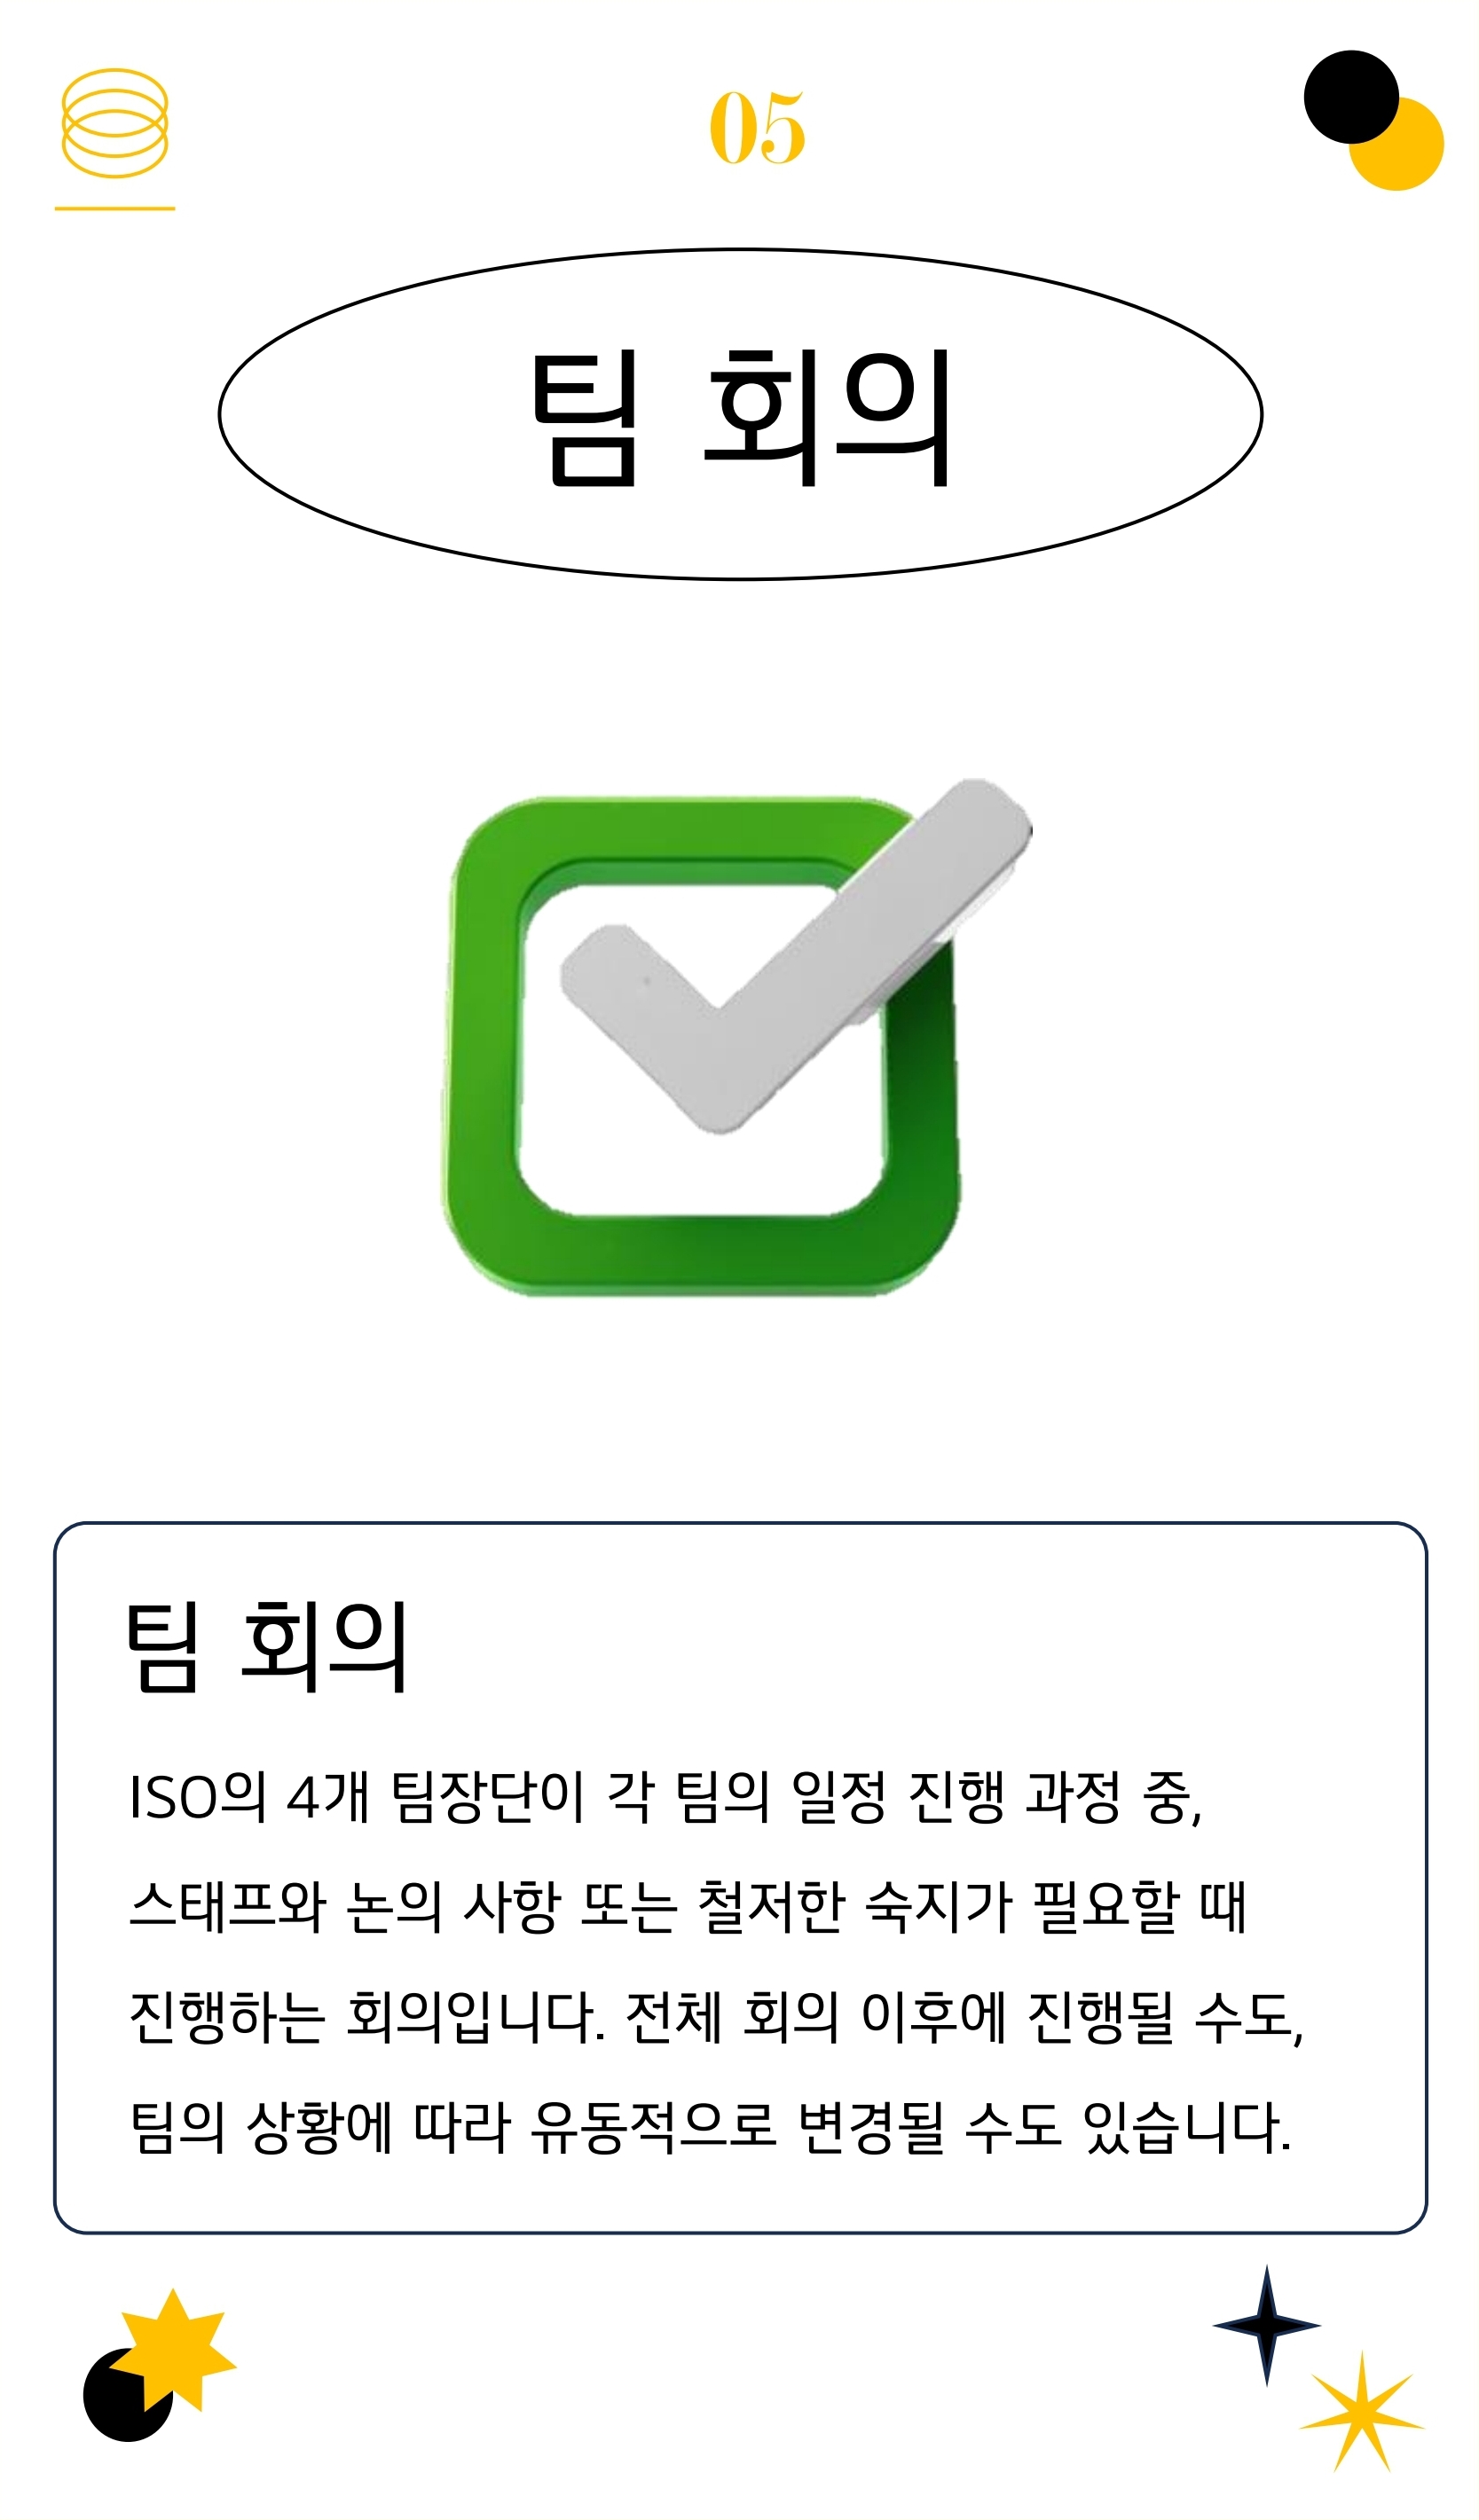 05
팀 회의
팀 회의
ISO의 4개 팀장단이 각 팀의 일정 진행 과정 중,
스태프와 논의 사항 또는 철저한 숙지가 필요할 때
진행하는 회의입니다. 전체 회의 이후에 진행될 수도,
팀의 상황에 따라 유동적으로 변경될 수도 있습니다.